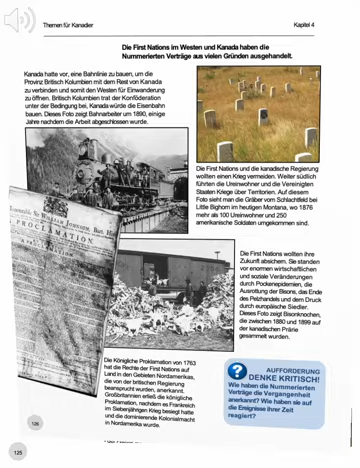 Themen für Kanadier
Kapitel 4
Die First Nations im Westen und Kanada haben die
Nummerierten Verträge aus vielen Gründen ausgehandelt.
Kanada hatte vor, eine Bahnlinie zu bauen, um die
Provinz Britisch Kolumbien mit dem Rest von Kanada
zu verbinden und somit den Westen für Einwanderung
zu öffnen. Britisch Kolumbien trat der Konföderation
unter der Bedingung bei, Kanada würde die Eisenbahn
bauen. Dieses Foto zeigt Bahnarbeiter um 1890, einige
Jahre nachdem die Arbeit abgeschlossen wurde.
Die First Nations und die kanadische Regierung
wollten einen Krieg vermeiden. Weiter südlich
führten die Ureinwohner und die Vereinigten
Staaten Kriege über Territorien. Auf diesem
Foto sieht man die Gräber vom Schlachtfeld bei
Little Bighorn im heutigen Montana, wo 1876
mehr als 100 Ureinwohner und 250
amerikanische Soldaten umgekommen sind.
PROCLAMATION
Die First Nations wollten ihre
Zukunft absichern. Sie standen
vor enormen wirtschaftlichen
und soziale Veränderungen
durch Pockenepidemien, die
Ausrottung der Bisons, das Ende
des Pelzhandels und dem Druck
durch europäische Siedler.
Dieses Foto zeigt Bisonknochen,
die zwischen 1880 und 1899 auf
der kanadischen Prärie
gesammelt wurden.
Die Königliche Proklamation von 1763
hat die Rechte der First Nations auf
Land in den Gebieten Nordamerikas,
die von der britischen Regierung
beansprucht wurden, anerkannt.
Großbritannien erließ die königliche
Proklamation, nachdem es Frankreich
im Siebenjährigen Krieg besiegt hatte
und die dominierende Kolonialmacht
in Nordamerika wurde.
?
AUFFORDERUNG
DENKE KRITISCH!
Wie haben die Nummerierten
Verträge die Vergangenheit
anerkannt? Wie haben sie auf
die Ereignisse ihrer Zeit
reagiert?
126
125